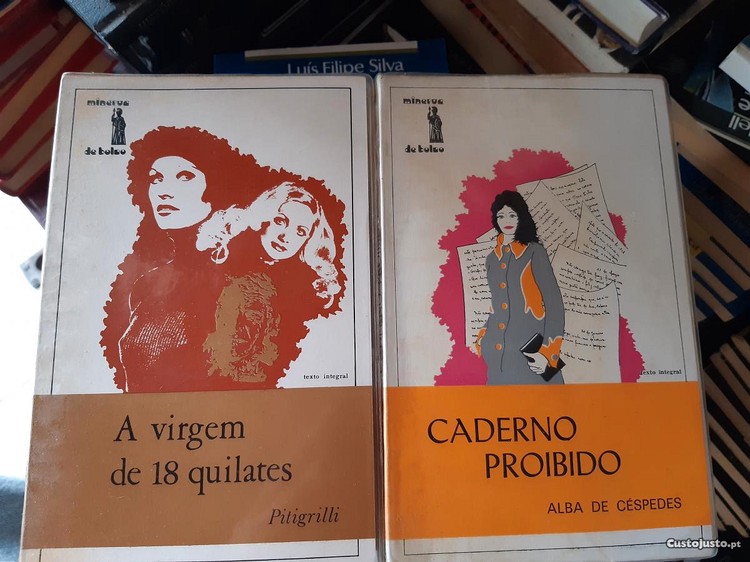 Luís Filipe Silva
minerva
de bolso
texto integral
A virgem
de 18 quilates
Pitigrilli
minerva
de bolso
texto integral
CADERNO
PROIBIDO
ALBA DE CÉSPEDES
Custojusto.pt